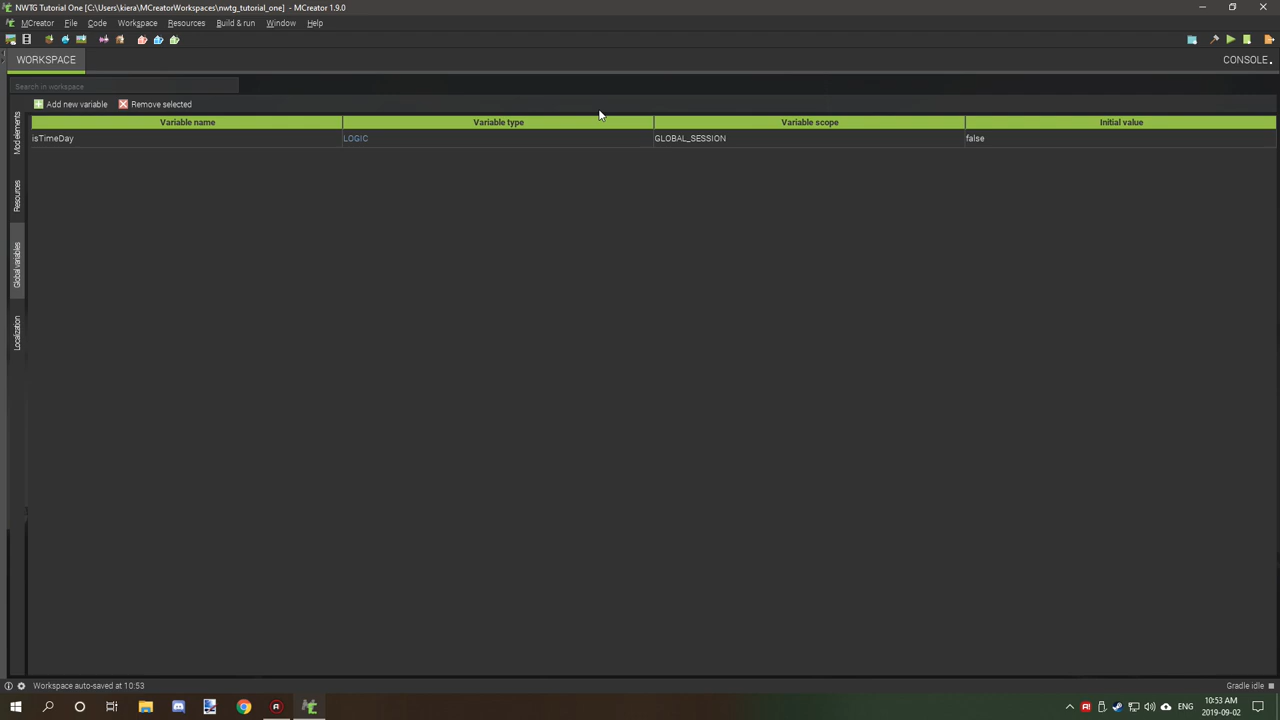 NWTG Tutorial One [C:\Users\kiera\MCreatorWorkspaces\nwtg_tutorial_one] - MCreator 1.9.0
MCreator File Code Workspace Resources Build & run Window Help
WORKSPACE CONSOLE
Search in workspace
Add new variable Remove selected
Variable name Variable type Variable scope Initial value
isTimeDay LOGIC GLOBAL_SESSION false
Mod elements
Resources
Global variables
Localization
Workspace auto-saved at 10:53 Gradle idle
ENG 10:53 AM
2019-09-02